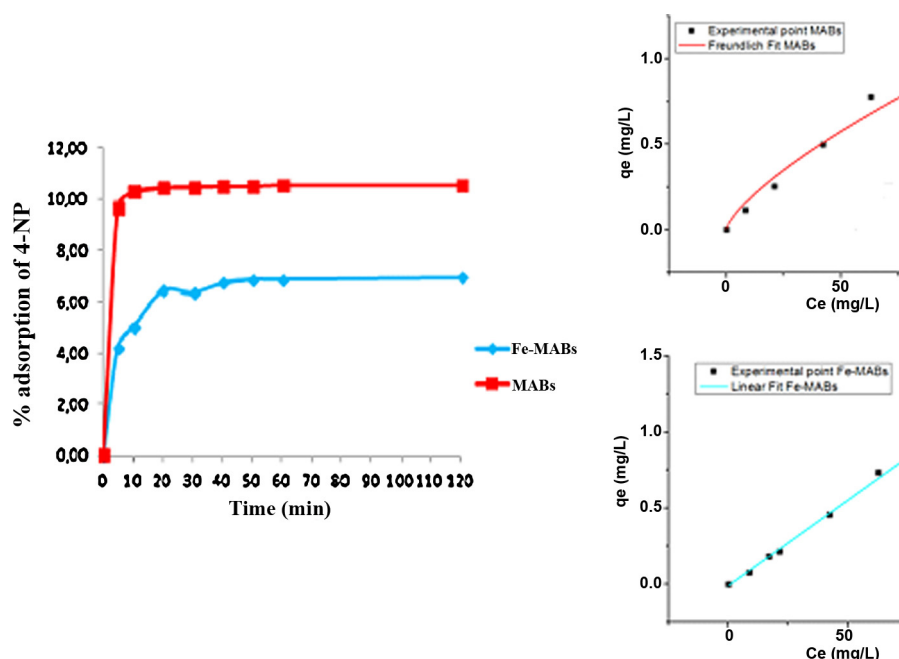 % adsorption of 4-NP
12,00
10,00
8,00
6,00
4,00
2,00
0,00
0 10 20 30 40 50 60 70 80 90 100 110 120
Time (min)
Fe-MABs
MABs
Experimental point MABs
Freundlich Fit MABs
qe (mg/L)
1.0
0.5
0.0
0 50
Ce (mg/L)
Experimental point Fe-MABs
Linear Fit Fe-MABs
qe (mg/L)
1.5
1.0
0.5
0.0
0 50
Ce (mg/L)